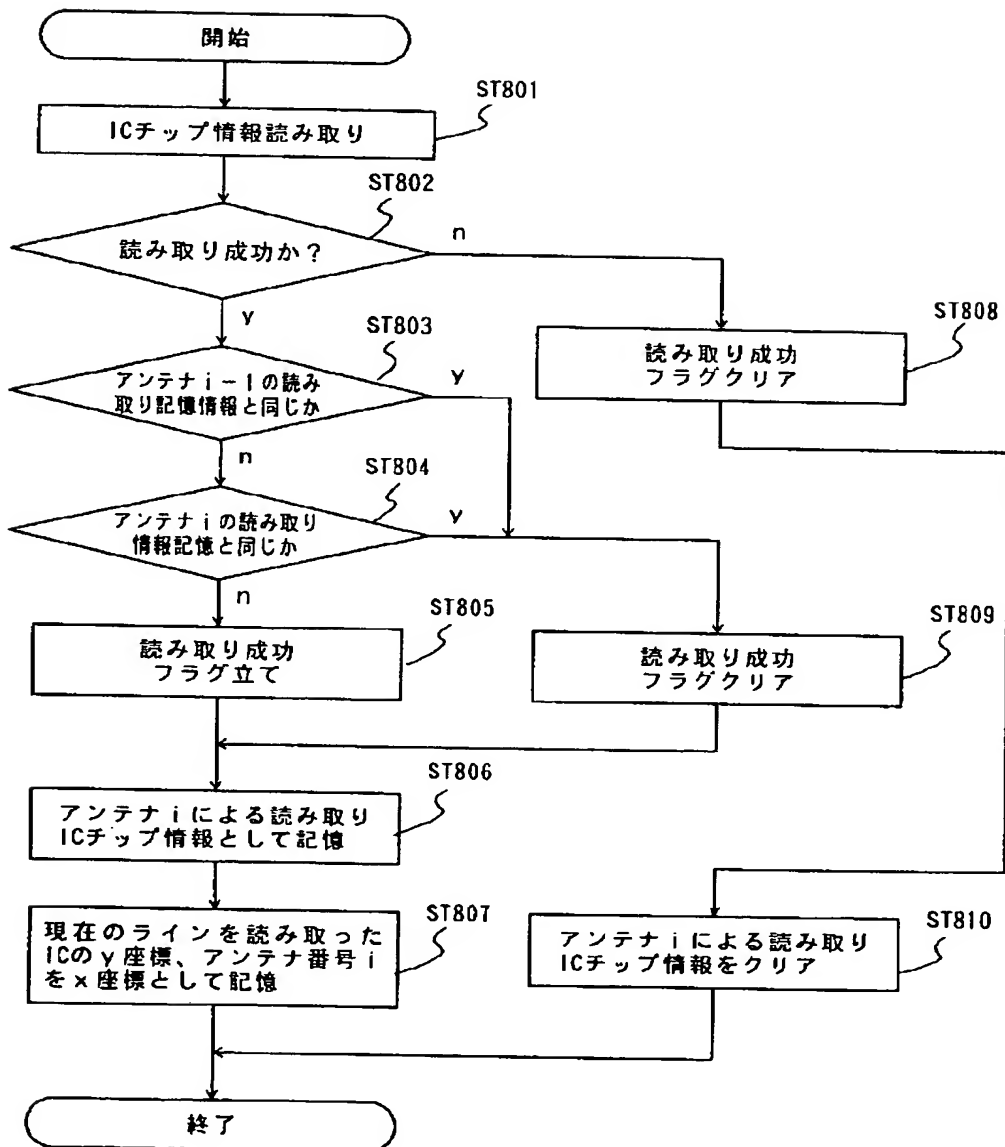 開始
ST801
ICチップ情報読み取り
ST802
読み取り成功か?
n
y
ST803
アンテナi-1の読み
取り記憶情報と同じか
y
n
ST808
読み取り成功
フラグクリア
ST804
アンテナiの読み取り
情報記憶と同じか
y
n
ST805
読み取り成功
フラグ立て
ST809
読み取り成功
フラグクリア
ST806
アンテナiによる読み取り
ICチップ情報として記憶
ST807
現在のラインを読み取った
ICのy座標、アンテナ番号i
をx座標として記憶
ST810
アンテナiによる読み取り
ICチップ情報をクリア
終了